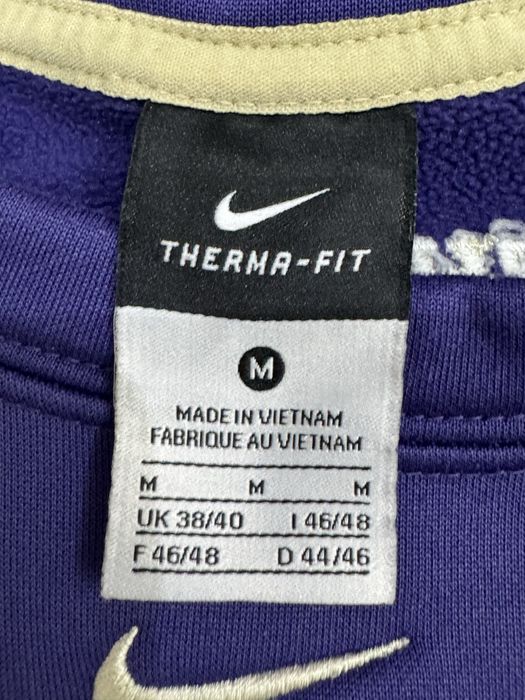 THERMA-FIT
M
MADE IN VIETNAM
FABRIQUE AU VIETNAM
M M M
UK 38/40 I 46/48
F 46/48 D 44/46